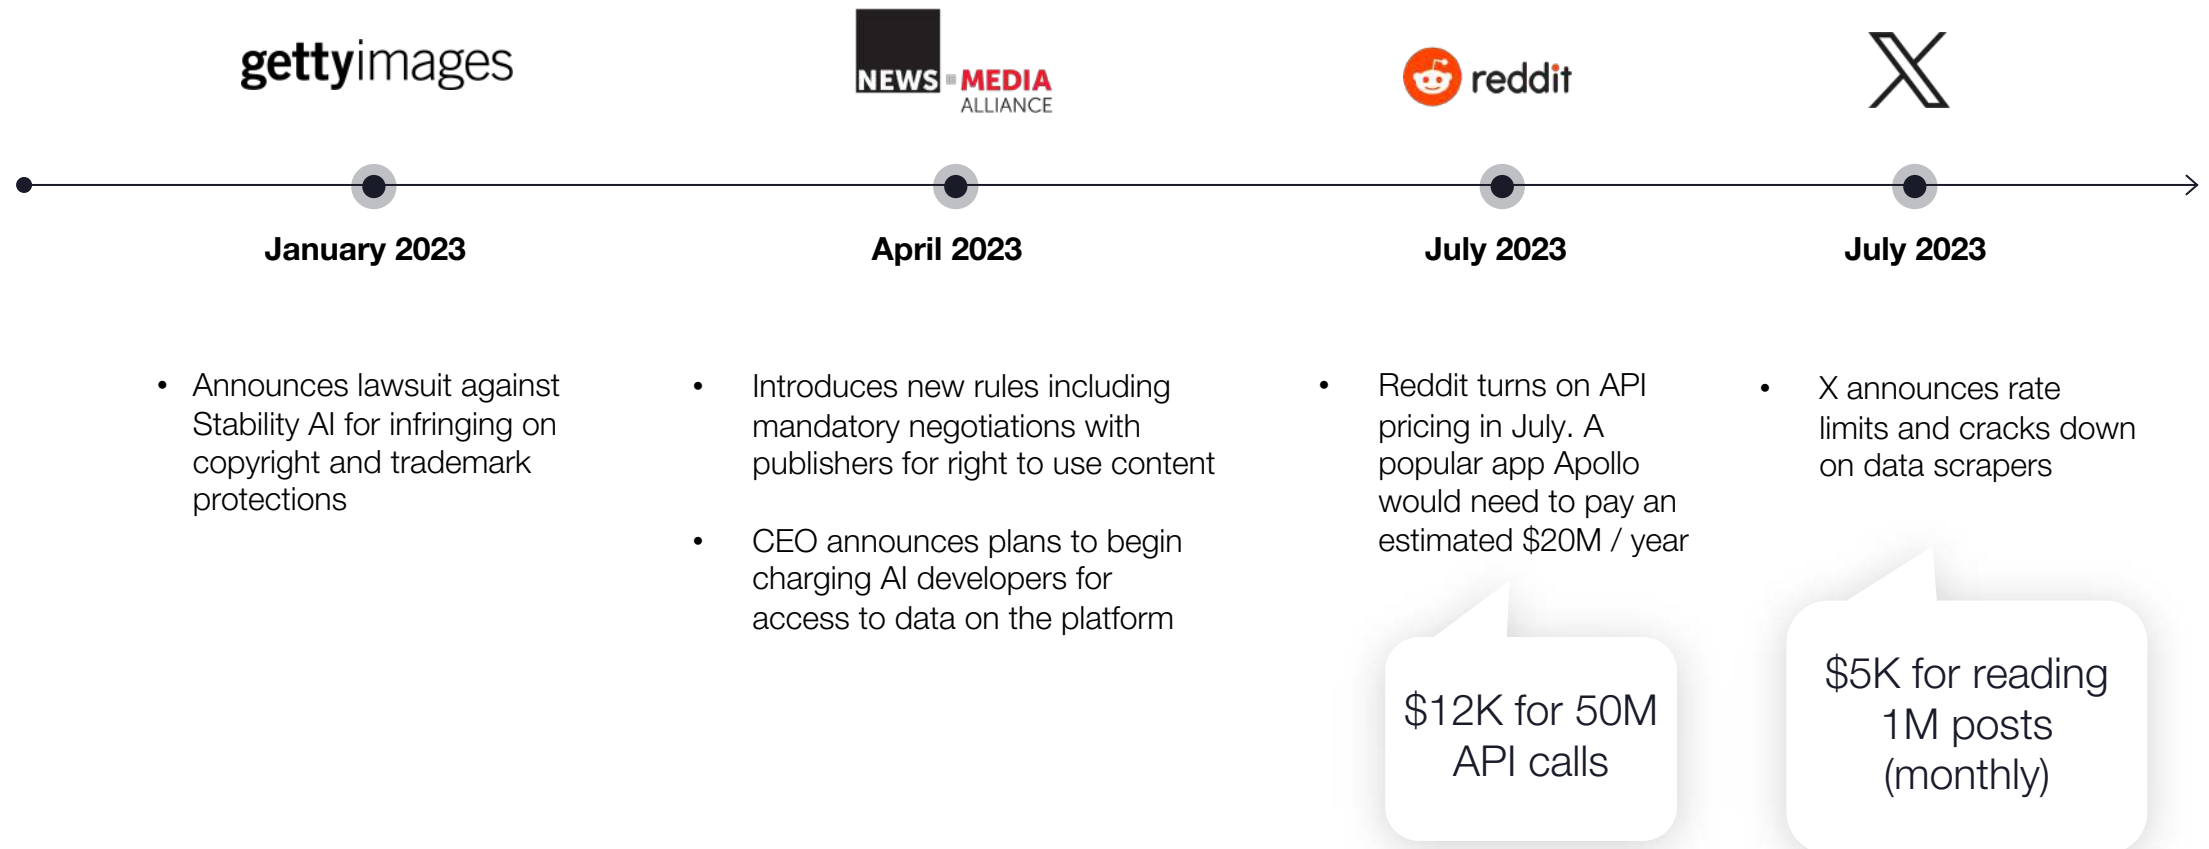 gettyimages
NEWS MEDIA
ALLIANCE
reddit
X
January 2023
April 2023
July 2023
July 2023
• Announces lawsuit against
Stability AI for infringing on
copyright and trademark
protections
• Introduces new rules including
mandatory negotiations with
publishers for right to use content
• CEO announces plans to begin
charging AI developers for
access to data on the platform
• Reddit turns on API
pricing in July. A
popular app Apollo
would need to pay an
estimated $20M / year
$12K for 50M
API calls
• X announces rate
limits and cracks down
on data scrapers
$5K for reading
1M posts
(monthly)